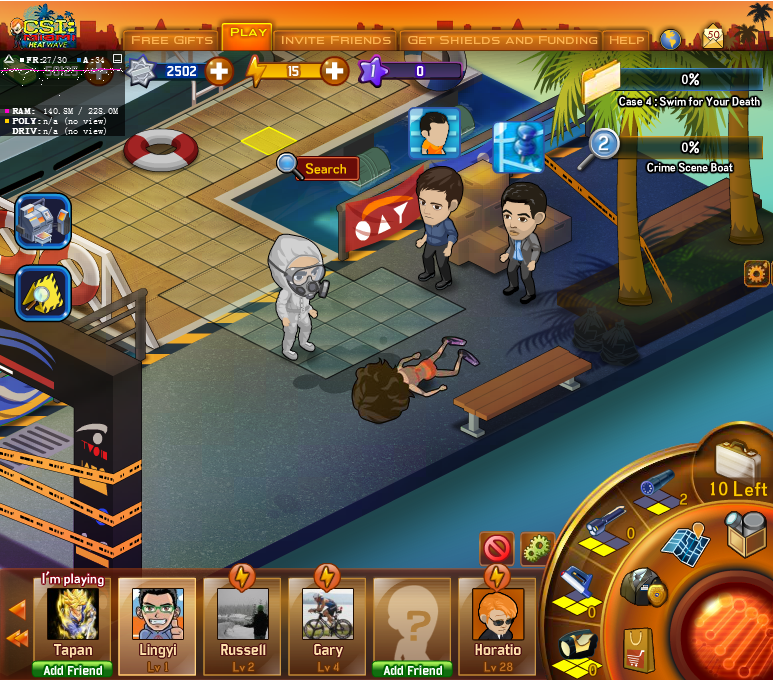 CSI:
MIAMI
HEAT WAVE
FREE GIFTS
PLAY
INVITE FRIENDS
GET SHIELDS AND FUNDING
HELP
50
FR:27/30 A:34
2502
15
1
0
RAM: 140.8M / 228.0M
POLY:n/a (no view)
DRIV:n/a (no view)
0%
Case 4 : Swim for Your Death
2
0%
Crime Scene Boat
Search
10 Left
2
0
0
0
I'm playing
Tapan
Add Friend
Lingyi
Lv 1
Russell
Lv 2
Gary
Lv 4
?
Add Friend
Horatio
Lv 28